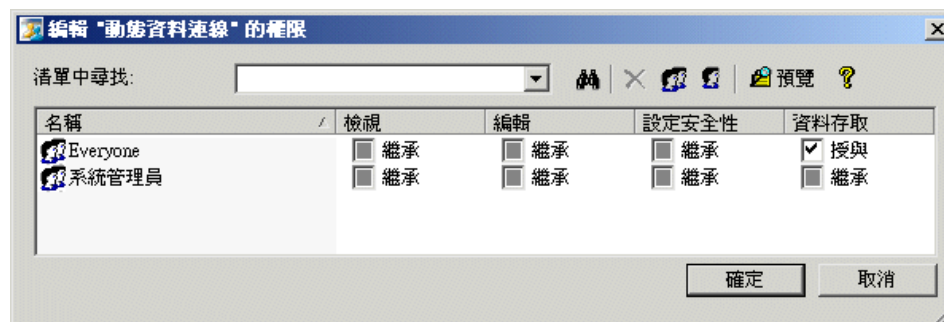 編輯 "動態資料連線" 的權限
清單中尋找:
預覽
名稱 檢視 編輯 設定安全性 資料存取
Everyone 繼承 繼承 繼承 授與
系統管理員 繼承 繼承 繼承 繼承
確定 取消